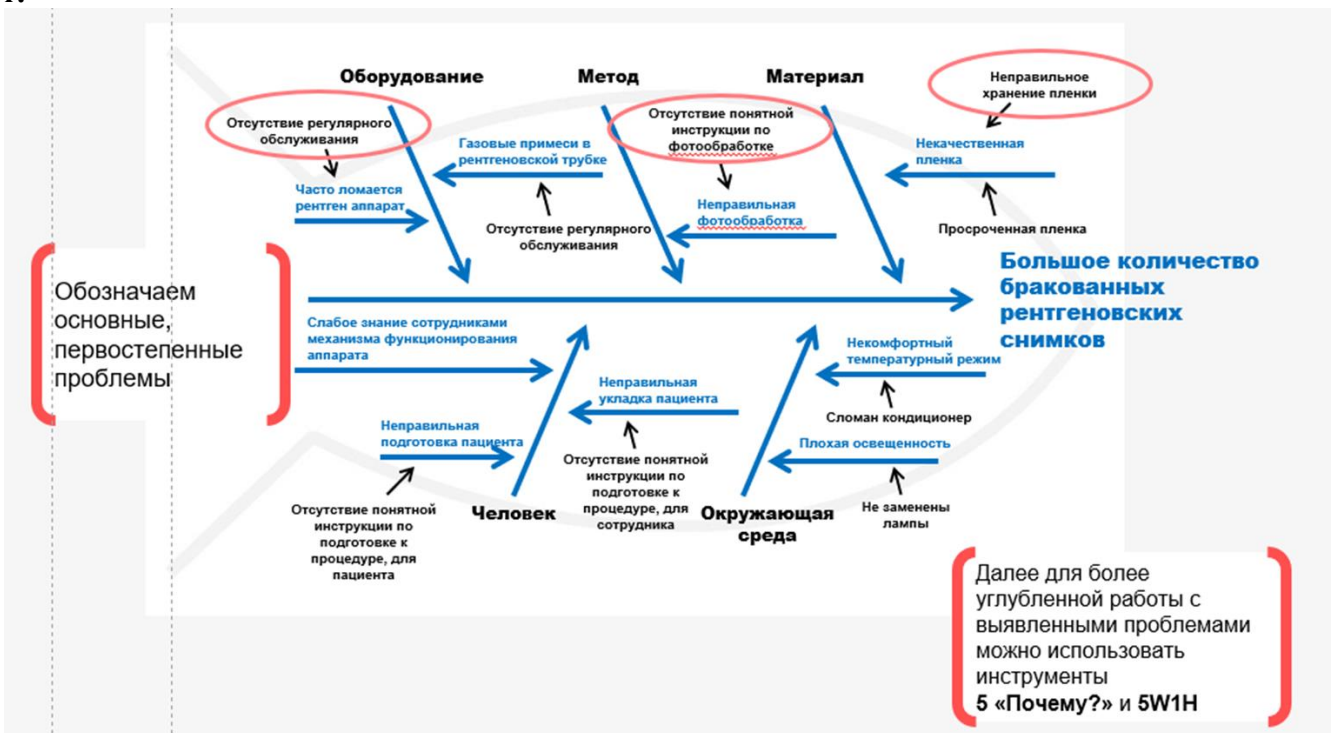 Оборудование
Метод
Материал
Неправильное
хранение пленки
Отсутствие регулярного
обслуживания
Отсутствие понятной
инструкции по
фотообработке
Газовые примеси в
рентгеновской трубке
Некачественная
пленка
Часто ломается
рентген аппарат
Неправильная
фотообработка
Отсутствие регулярного
обслуживания
Просроченная пленка
Большое количество
бракованных
рентгеновских
снимков
Обозначаем
основные,
первостепенные
проблемы
Слабое знание сотрудниками
механизма функционирования
аппарата
Некомфортный
температурный режим
Неправильная
укладка пациента
Сломан кондиционер
Неправильная
подготовка пациента
Плохая освещенность
Отсутствие понятной
инструкции по
подготовке к
процедуре, для
сотрудника
Отсутствие понятной
инструкции по
подготовке к
процедуре, для
пациента
Человек
Окружающая
среда
Не заменены
лампы
Далее для более
углубленной работы с
выявленными проблемами
можно использовать
инструменты
5 «Почему?» и 5W1H